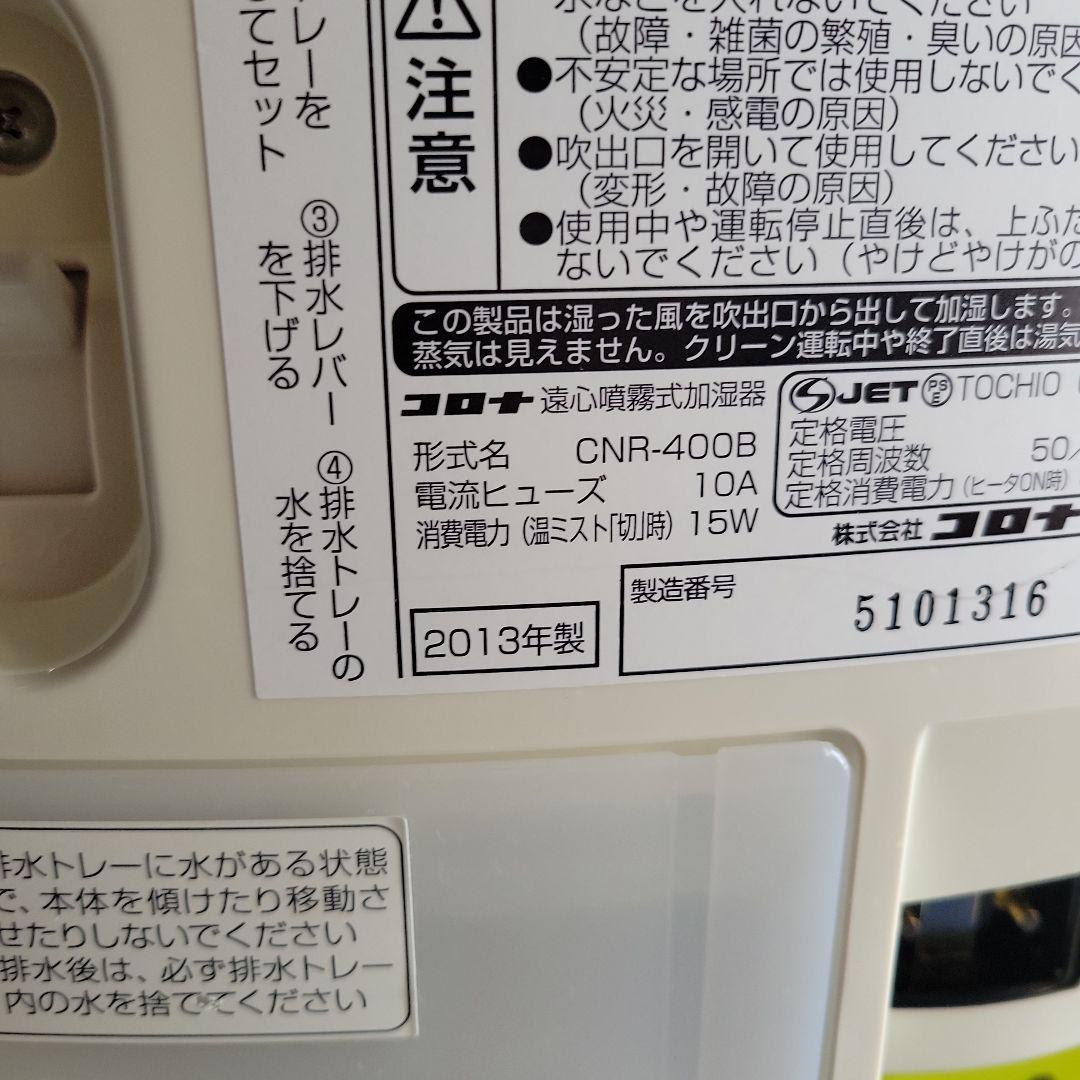 水などを入れないでください
（故障・雑菌の繁殖・臭いの原因
●不安定な場所では使用しないでく
（火災・感電の原因）
●吹出口を開いて使用してください
（変形・故障の原因）
●使用中や運転停止直後は、上ふた
ないでください（やけどやけがの
注意
この製品は湿った風を吹出口から出して加湿します。
蒸気は見えません。クリーン運転中や終了直後は湯気
コロナ 遠心噴霧式加湿器
形式名 CNR-400B
電流ヒューズ 10A
消費電力（温ミスト「切」時）15W
JET PSE TOCHIO
定格電圧
定格周波数 50/
定格消費電力（ヒータON時）
株式会社 コロナ
2013年製
製造番号
5101316
レーを
てセット
③排水レバー
を下げる
④排水トレーの
水を捨てる
排水トレーに水がある状態
で、本体を傾けたり移動さ
せたりしないでください
排水後は、必ず排水トレー
内の水を捨ててください